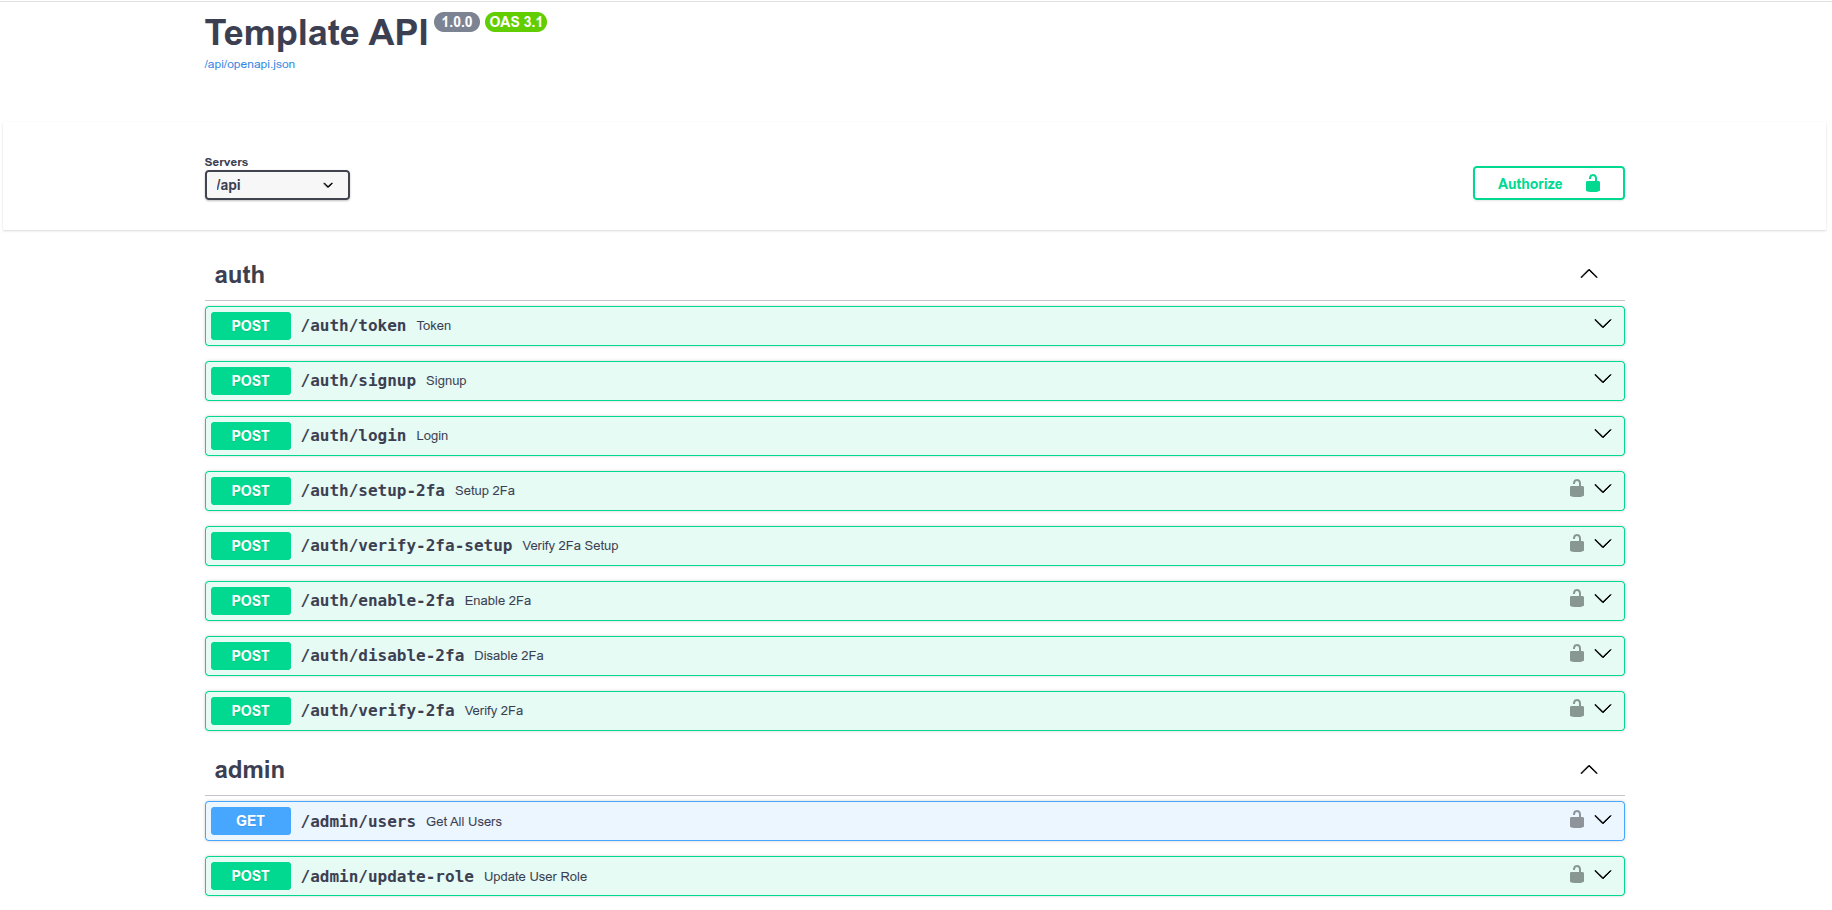 Template API 1.0.0 OAS 3.1
/api/openapi.json
Servers
/api
Authorize
auth
POST /auth/token Token
POST /auth/signup Signup
POST /auth/login Login
POST /auth/setup-2fa Setup 2Fa
POST /auth/verify-2fa-setup Verify 2Fa Setup
POST /auth/enable-2fa Enable 2Fa
POST /auth/disable-2fa Disable 2Fa
POST /auth/verify-2fa Verify 2Fa
admin
GET /admin/users Get All Users
POST /admin/update-role Update User Role